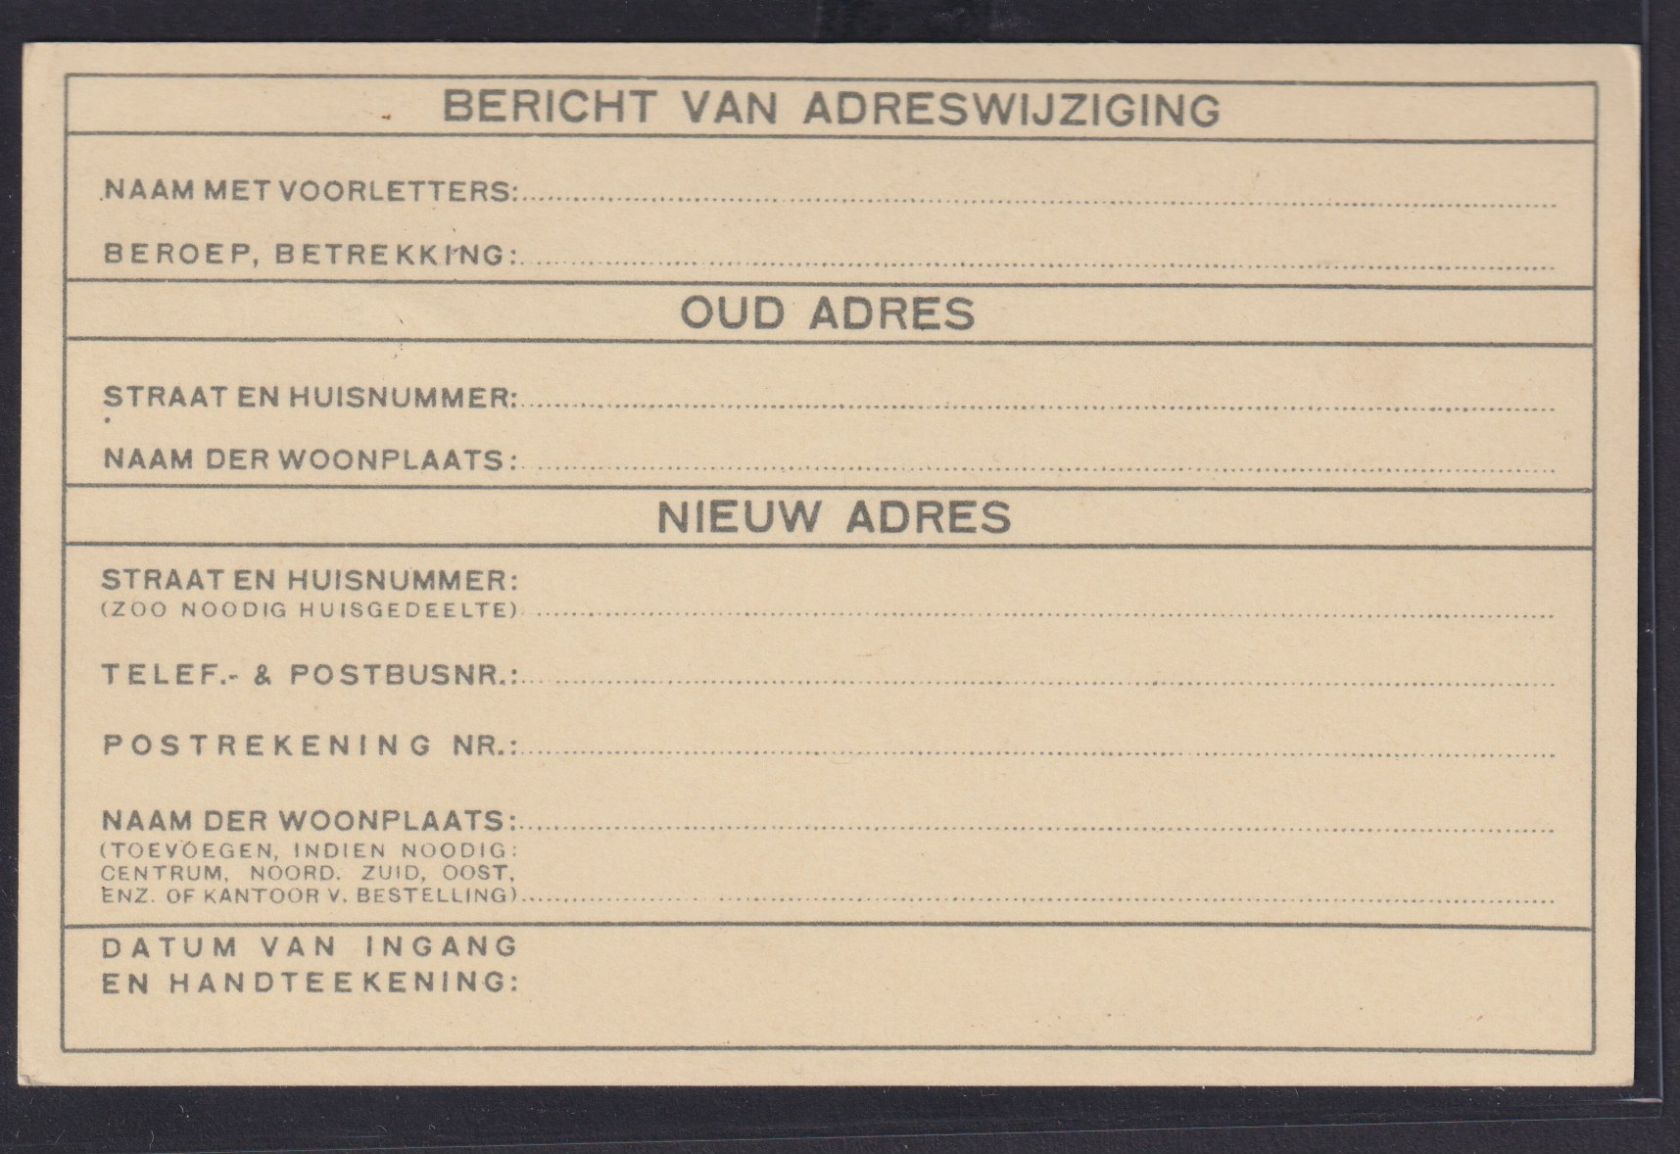 BERICHT VAN ADRESWIJZIGING
NAAM MET VOORLETTERS:
BEROEP, BETREKKING:
OUD ADRES
STRAAT EN HUISNUMMER:
NAAM DER WOONPLAATS:
NIEUW ADRES
STRAAT EN HUISNUMMER:
(ZOO NOODIG HUISGEDEELTE)
TELEF.- & POSTBUSNR.:
POSTREKENING NR.:
NAAM DER WOONPLAATS:
(TOEVOEGEN, INDIEN NOODIG:
CENTRUM, NOORD. ZUID, OOST,
ENZ. OF KANTOOR V. BESTELLING)
DATUM VAN INGANG
EN HANDTEEKENING: